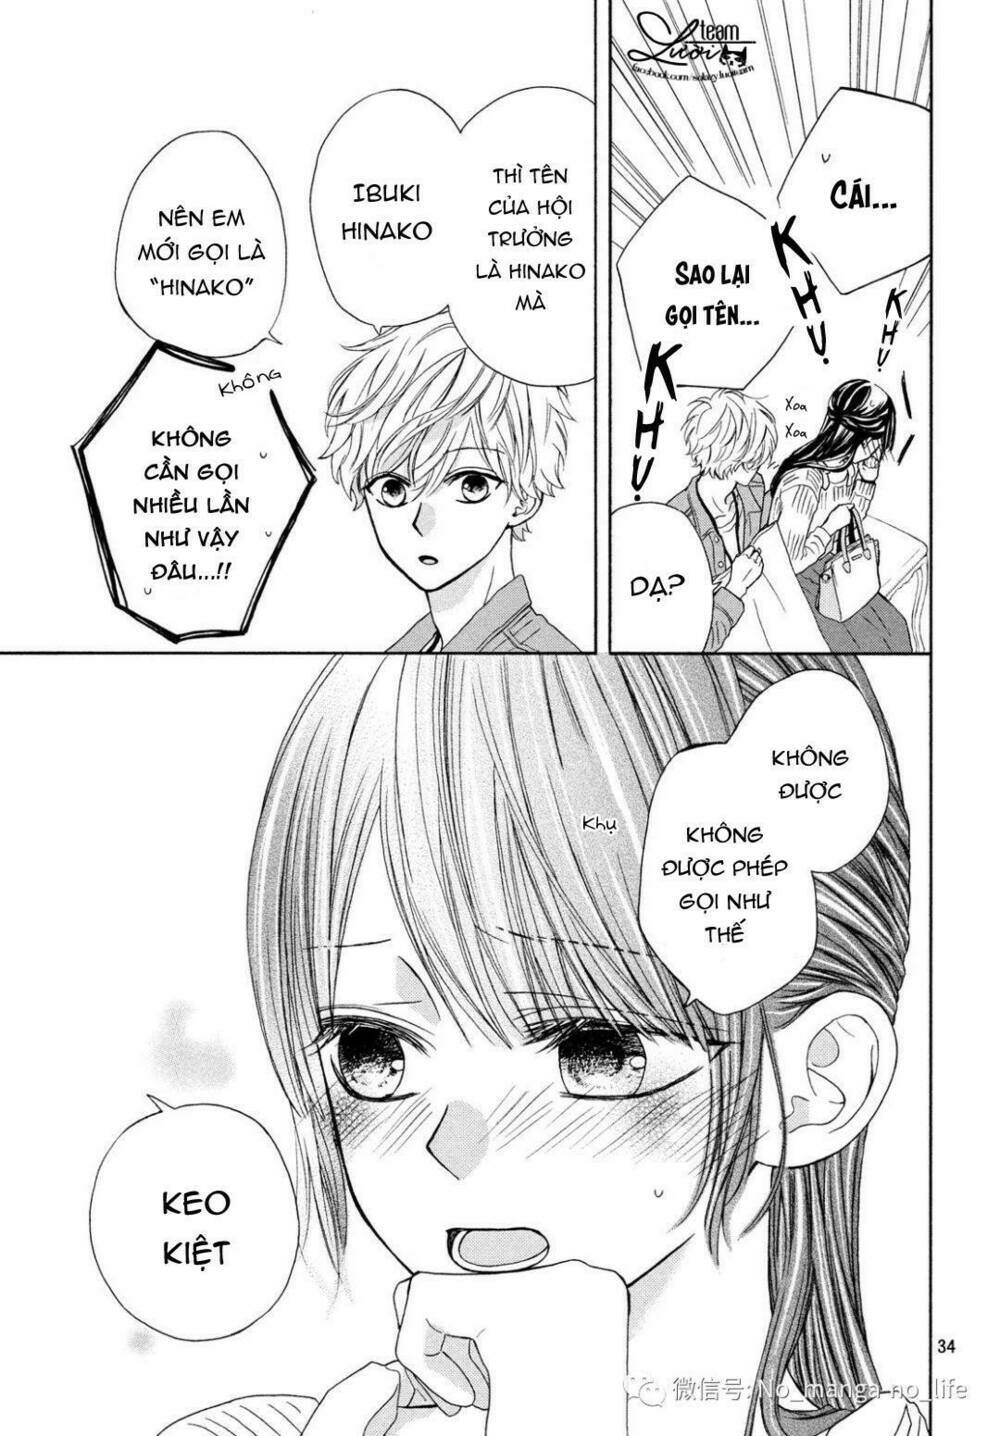 team
Lười
facebook.com/salary.luoiteam
CÁI...
SAO LẠI
GỌI TÊN...
KHỤ
KHỤ
KHỤ
Xoa
Xoa
DẠ?
THÌ TÊN
CỦA HỘI
TRƯỞNG
LÀ HINAKO
MÀ
IBUKI
HINAKO
NÊN EM
MỚI GỌI LÀ
"HINAKO"
Không
KHÔNG
CẦN GỌI
NHIỀU LẦN
NHƯ VẬY
ĐÂU...!!
KHÔNG
ĐƯỢC
KHÔNG
ĐƯỢC PHÉP
GỌI NHƯ
THẾ
Khụ
KEO
KIỆT
34
微信号: No_manga-no_life